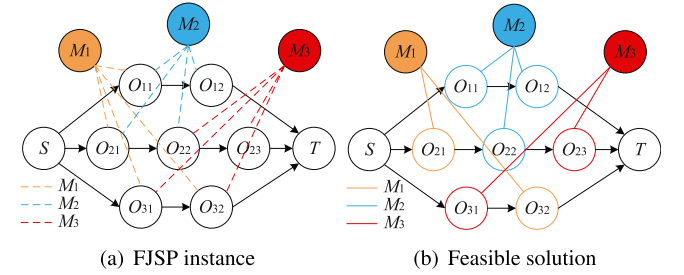 M1 M2 M3
O11 O12
S O21 O22 O23 T
O31 O32
M1
M2
M3
(a) FJSP instance
M1 M2 M3
O11 O12
S O21 O22 O23 T
O31 O32
M1
M2
M3
(b) Feasible solution